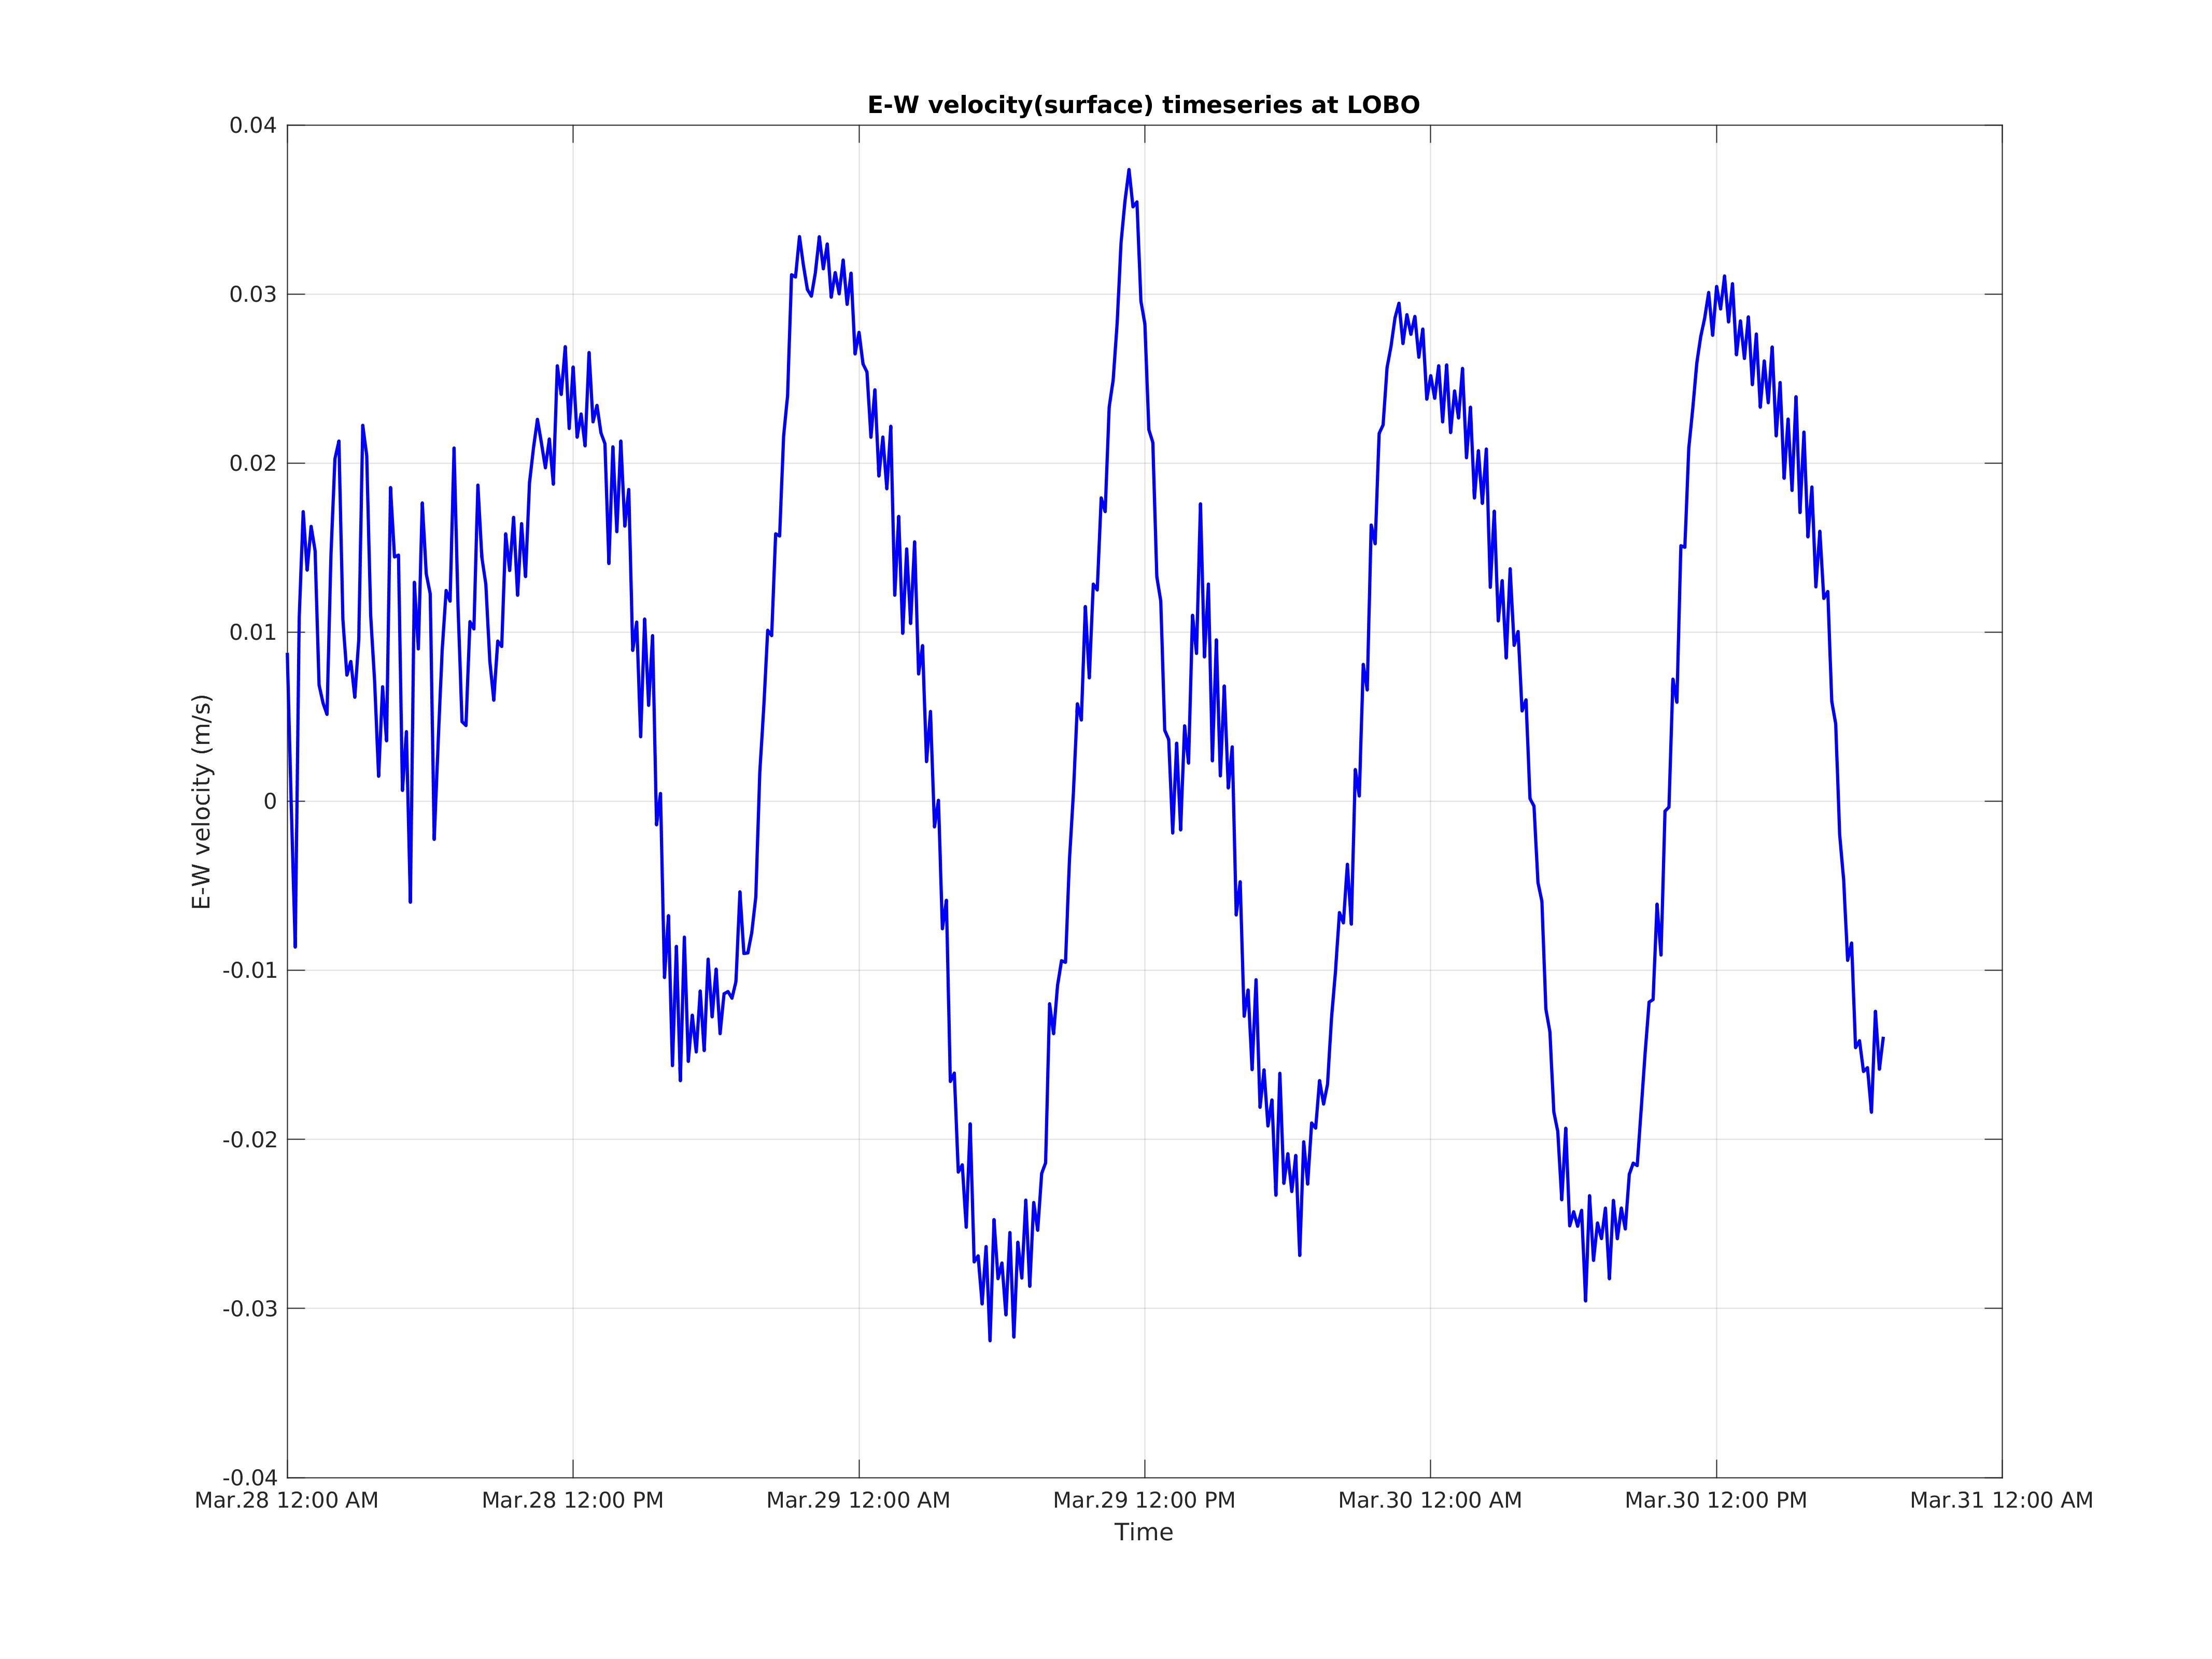 E-W velocity(surface) timeseries at LOBO
0.04
0.03
0.02
0.01
0
-0.01
-0.02
-0.03
-0.04
E-W velocity (m/s)
Mar.28 12:00 AM Mar.28 12:00 PM Mar.29 12:00 AM Mar.29 12:00 PM Mar.30 12:00 AM Mar.30 12:00 PM Mar.31 12:00 AM
Time